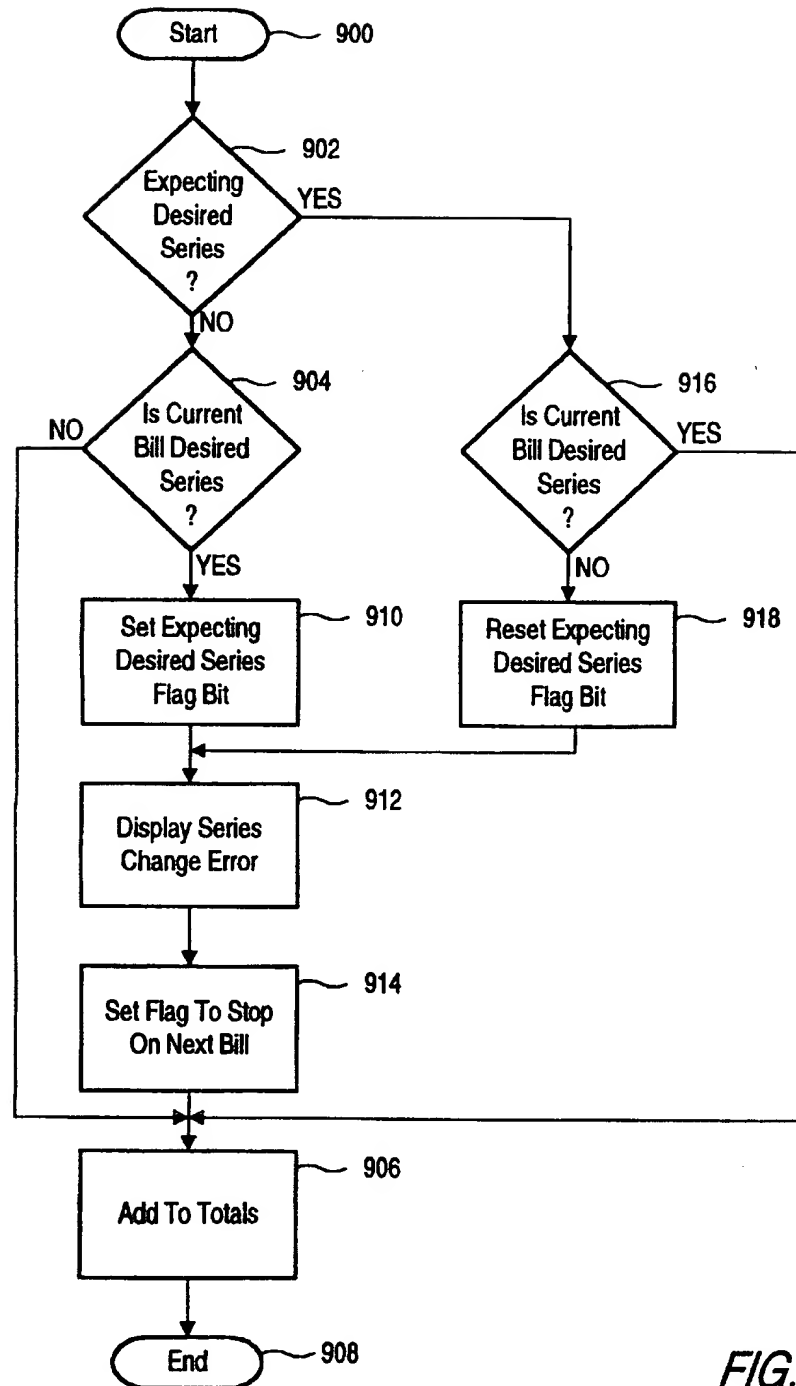 Start
900
902
Expecting
Desired
Series
?
YES
NO
904
Is Current
Bill Desired
Series
?
NO
YES
916
Is Current
Bill Desired
Series
?
YES
NO
Set Expecting
Desired Series
Flag Bit
910
Reset Expecting
Desired Series
Flag Bit
918
Display Series
Change Error
912
Set Flag To Stop
On Next Bill
914
Add To Totals
906
End
908
FIG.